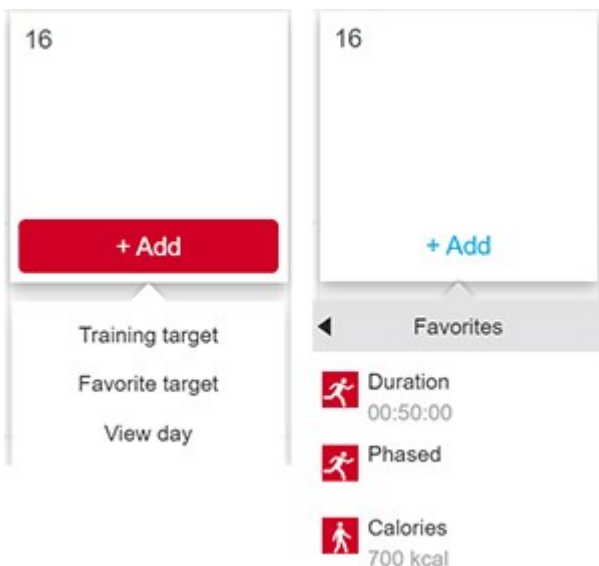 16
+ Add
Training target
Favorite target
View day
16
+ Add
Favorites
Duration
00:50:00
Phased
Calories
700 kcal